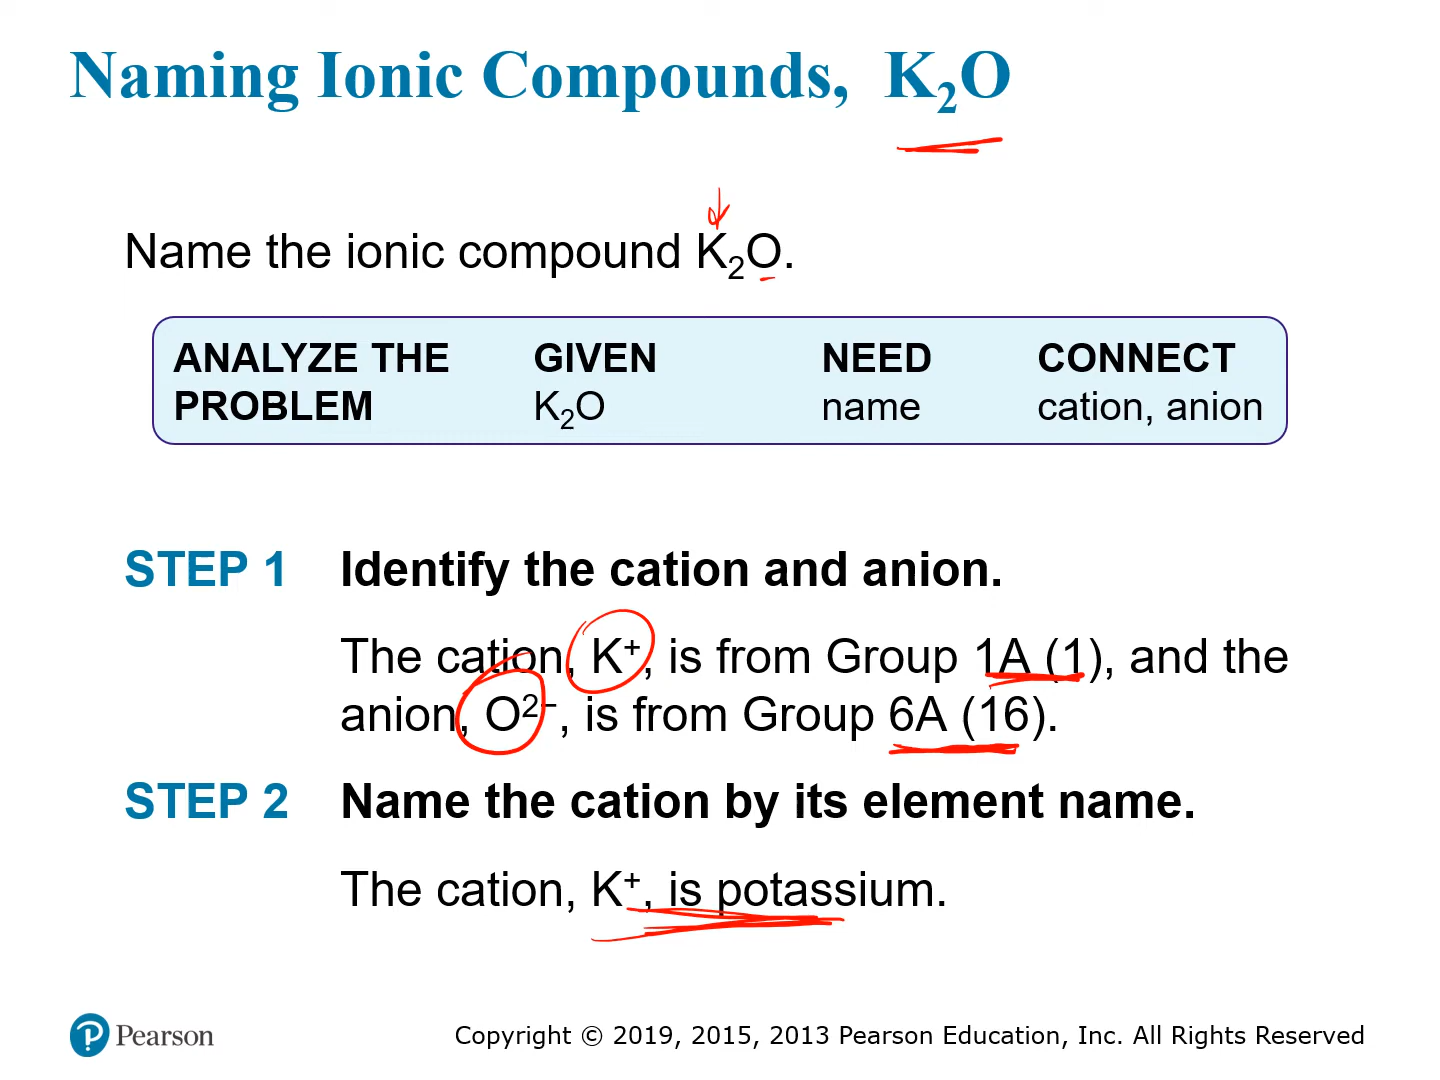 Naming Ionic Compounds, K₂O
Name the ionic compound K₂O.
ANALYZE THE PROBLEM
GIVEN
K₂O
NEED
name
CONNECT
cation, anion
STEP 1 Identify the cation and anion.
The cation, K⁺, is from Group 1A (1), and the
anion, O²⁻, is from Group 6A (16).
STEP 2 Name the cation by its element name.
The cation, K⁺, is potassium.
Pearson
Copyright © 2019, 2015, 2013 Pearson Education, Inc. All Rights Reserved